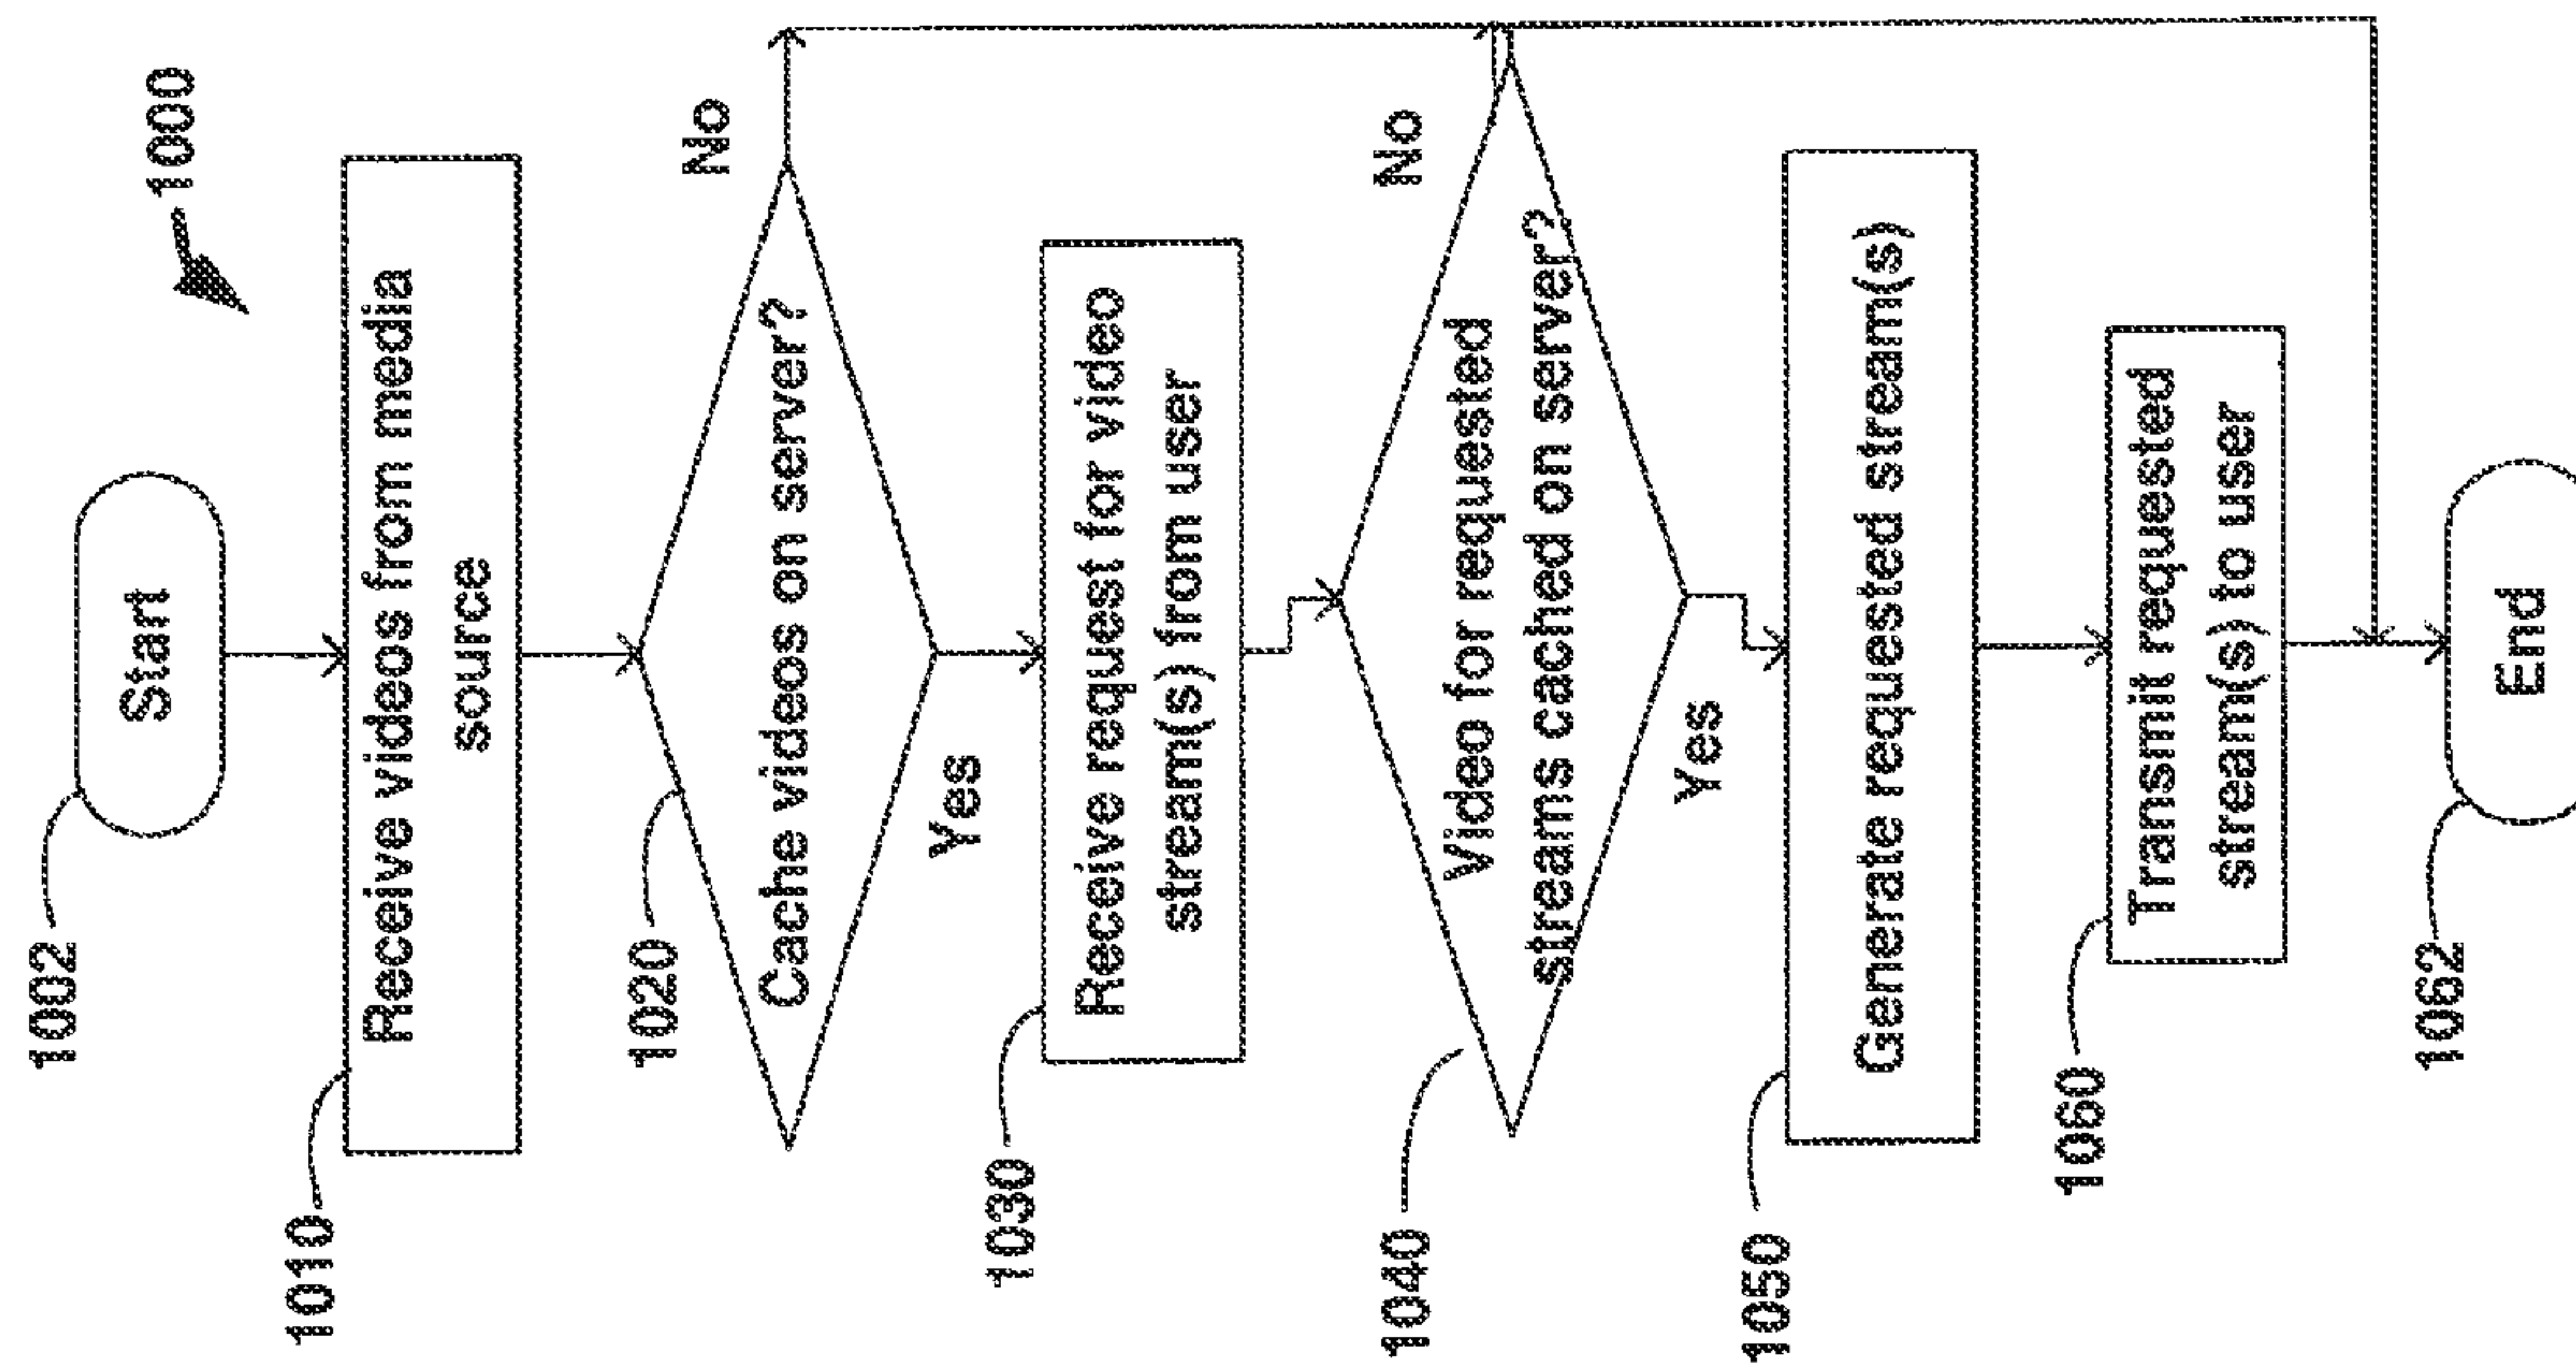 1000
1002
Start
1010
Receive videos from media
source
1020
Cache videos on server?
No
Yes
1030
Receive request for video
stream(s) from user
1040
Video for requested
streams cached on server?
No
Yes
1050
Generate requested stream(s)
1060
Transmit requested
stream(s) to user
1062
End